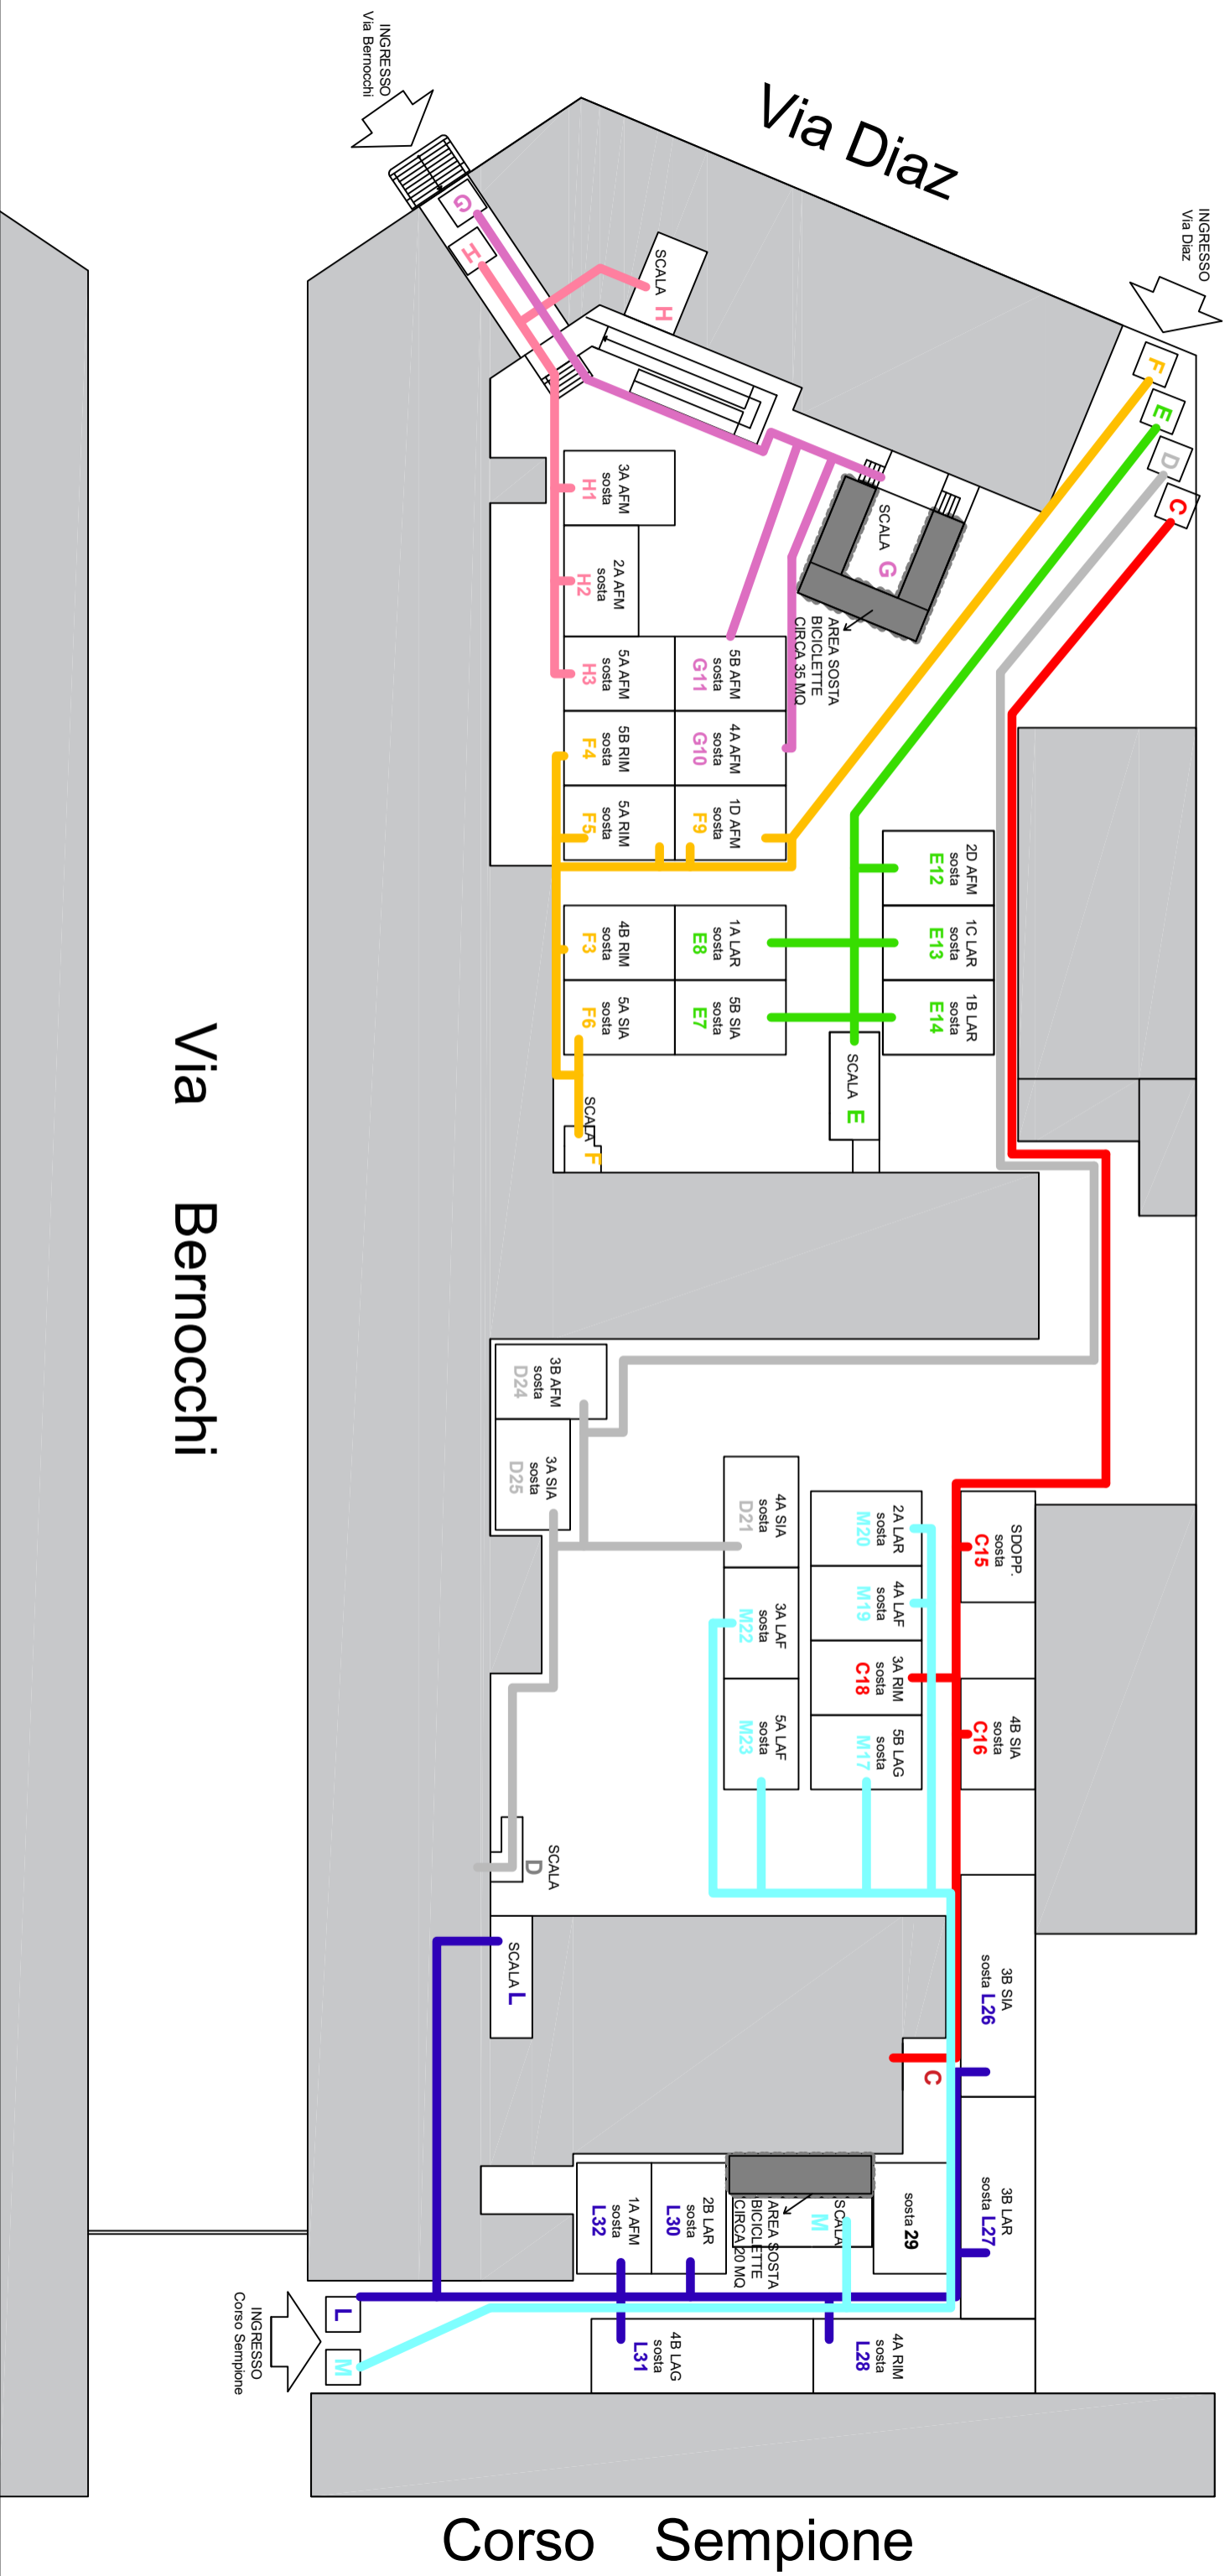 INGRESSO
Via Bernocchi
Via Diaz
INGRESSO
Via Diaz
F
E
D
C
G
H
SCALA H
SCALA G
AREA SOSTA
BICICLETTE
CIRCA 35 MQ
3A AFM
sosta
H1
2A AFM
sosta
H2
5A AFM
sosta
H3
5B AFM
sosta
G11
5B RIM
sosta
F4
4A AFM
sosta
G10
5A RIM
sosta
F5
1D AFM
sosta
F9
2D AFM
sosta
E12
4B RIM
sosta
F3
1A LAR
sosta
E8
1C LAR
sosta
E13
5A SIA
sosta
F6
5B SIA
sosta
E7
1B LAR
sosta
E14
SCALA E
SCALA F
Via Bernocchi
3B AFM
sosta
D24
3A SIA
sosta
D25
4A SIA
sosta
D21
2A LAR
sosta
M20
SDOPP.
sosta
C15
3A LAF
sosta
M22
4A LAF
sosta
M19
3A RIM
sosta
C18
4B SIA
sosta
C16
5A LAF
sosta
M23
5B LAG
sosta
M17
SCALA
D
SCALA L
3B SIA
sosta L26
C
3B LAR
sosta L27
1A AFM
sosta
L32
2B LAR
sosta
L30
SCALA
M
AREA SOSTA
BICICLETTE
CIRCA 20 MQ
sosta 29
L
M
INGRESSO
Corso Sempione
4B LAG
sosta
L31
4A RIM
sosta
L28
Corso Sempione